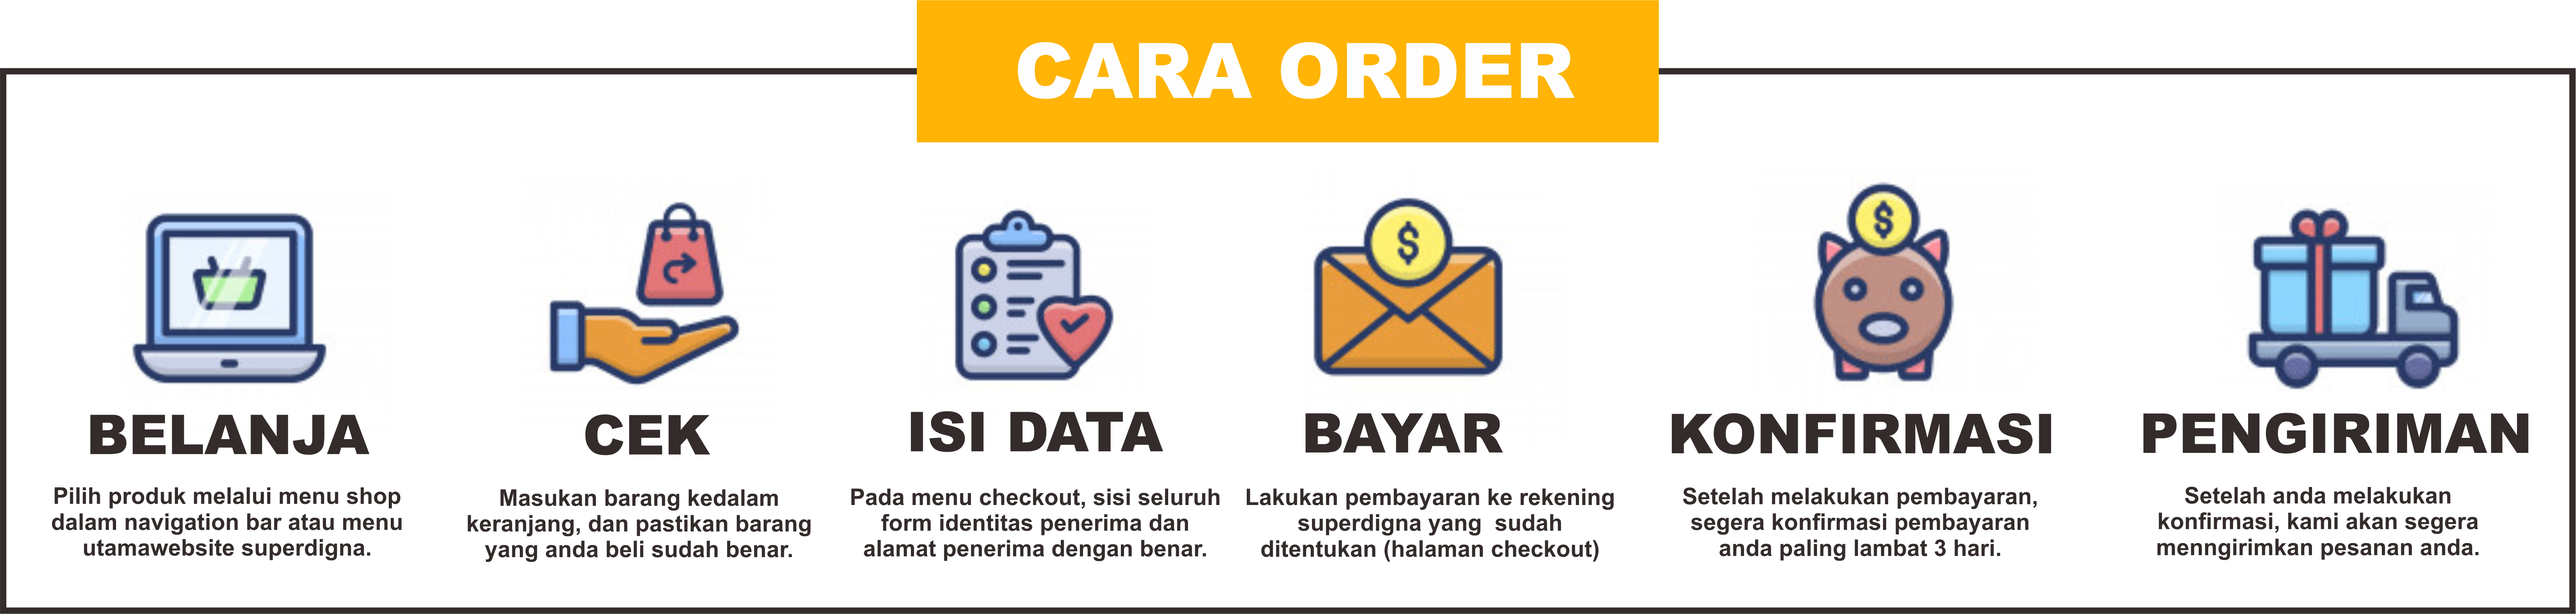 CARA ORDER
BELANJA
Pilih produk melalui menu shop
dalam navigation bar atau menu
utamawebsite superdigna.
CEK
Masukan barang kedalam
keranjang, dan pastikan barang
yang anda beli sudah benar.
ISI DATA
Pada menu checkout, sisi seluruh
form identitas penerima dan
alamat penerima dengan benar.
BAYAR
Lakukan pembayaran ke rekening
superdigna yang  sudah
ditentukan (halaman checkout)
KONFIRMASI
Setelah melakukan pembayaran,
segera konfirmasi pembayaran
anda paling lambat 3 hari.
PENGIRIMAN
Setelah anda melakukan
konfirmasi, kami akan segera
menngirimkan pesanan anda.